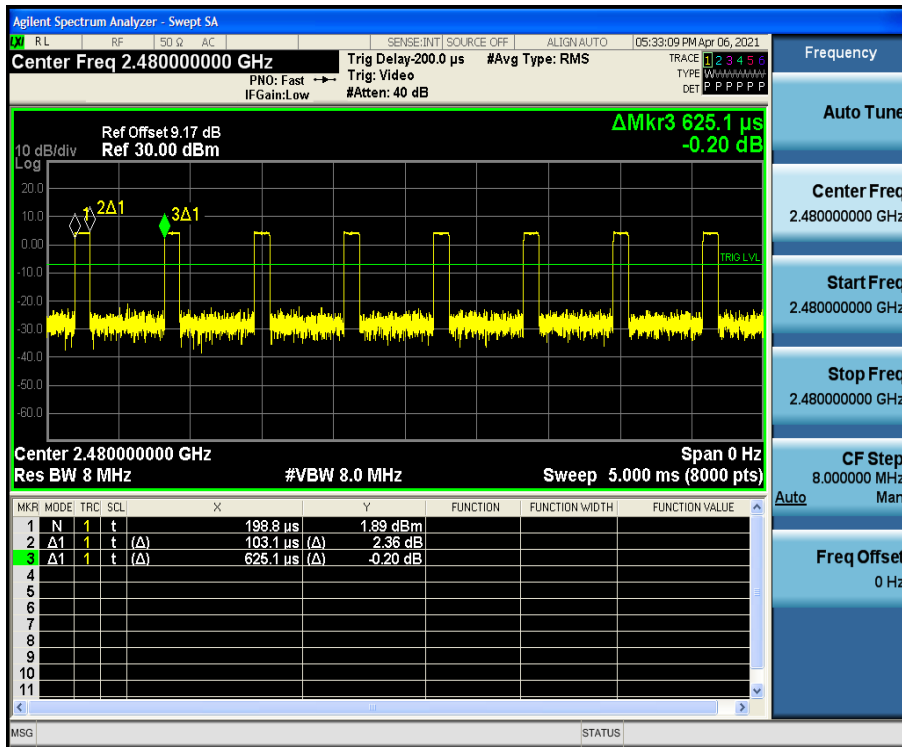 Agilent Spectrum Analyzer - Swept SA
LXI RL RF 50 Ω AC SENSE:INT SOURCE OFF ALIGN AUTO 05:33:09 PM Apr 06, 2021
Center Freq 2.480000000 GHz
PNO: Fast
IFGain:Low
Trig Delay-200.0 µs
Trig: Video
#Atten: 40 dB
#Avg Type: RMS
TRACE 1 2 3 4 5 6
TYPE WWWWWW
DET P P P P P P
Ref Offset 9.17 dB
10 dB/div Ref 30.00 dBm
Log
ΔMkr3 625.1 µs
-0.20 dB
20.0
10.0
0.00
-10.0
-20.0
-30.0
-40.0
-50.0
-60.0
1
2Δ1
3Δ1
TRIG LVL
Center 2.480000000 GHz Span 0 Hz
Res BW 8 MHz #VBW 8.0 MHz Sweep 5.000 ms (8000 pts)
MKR MODE TRC SCL X Y FUNCTION FUNCTION WIDTH FUNCTION VALUE
1 N 1 t 198.8 µs 1.89 dBm
2 Δ1 1 t (Δ) 103.1 µs (Δ) 2.36 dB
3 Δ1 1 t (Δ) 625.1 µs (Δ) -0.20 dB
4
5
6
7
8
9
10
11
MSG STATUS
Frequency
Auto Tune
Center Freq
2.480000000 GHz
Start Freq
2.480000000 GHz
Stop Freq
2.480000000 GHz
CF Step
8.000000 MHz
Auto Man
Freq Offset
0 Hz